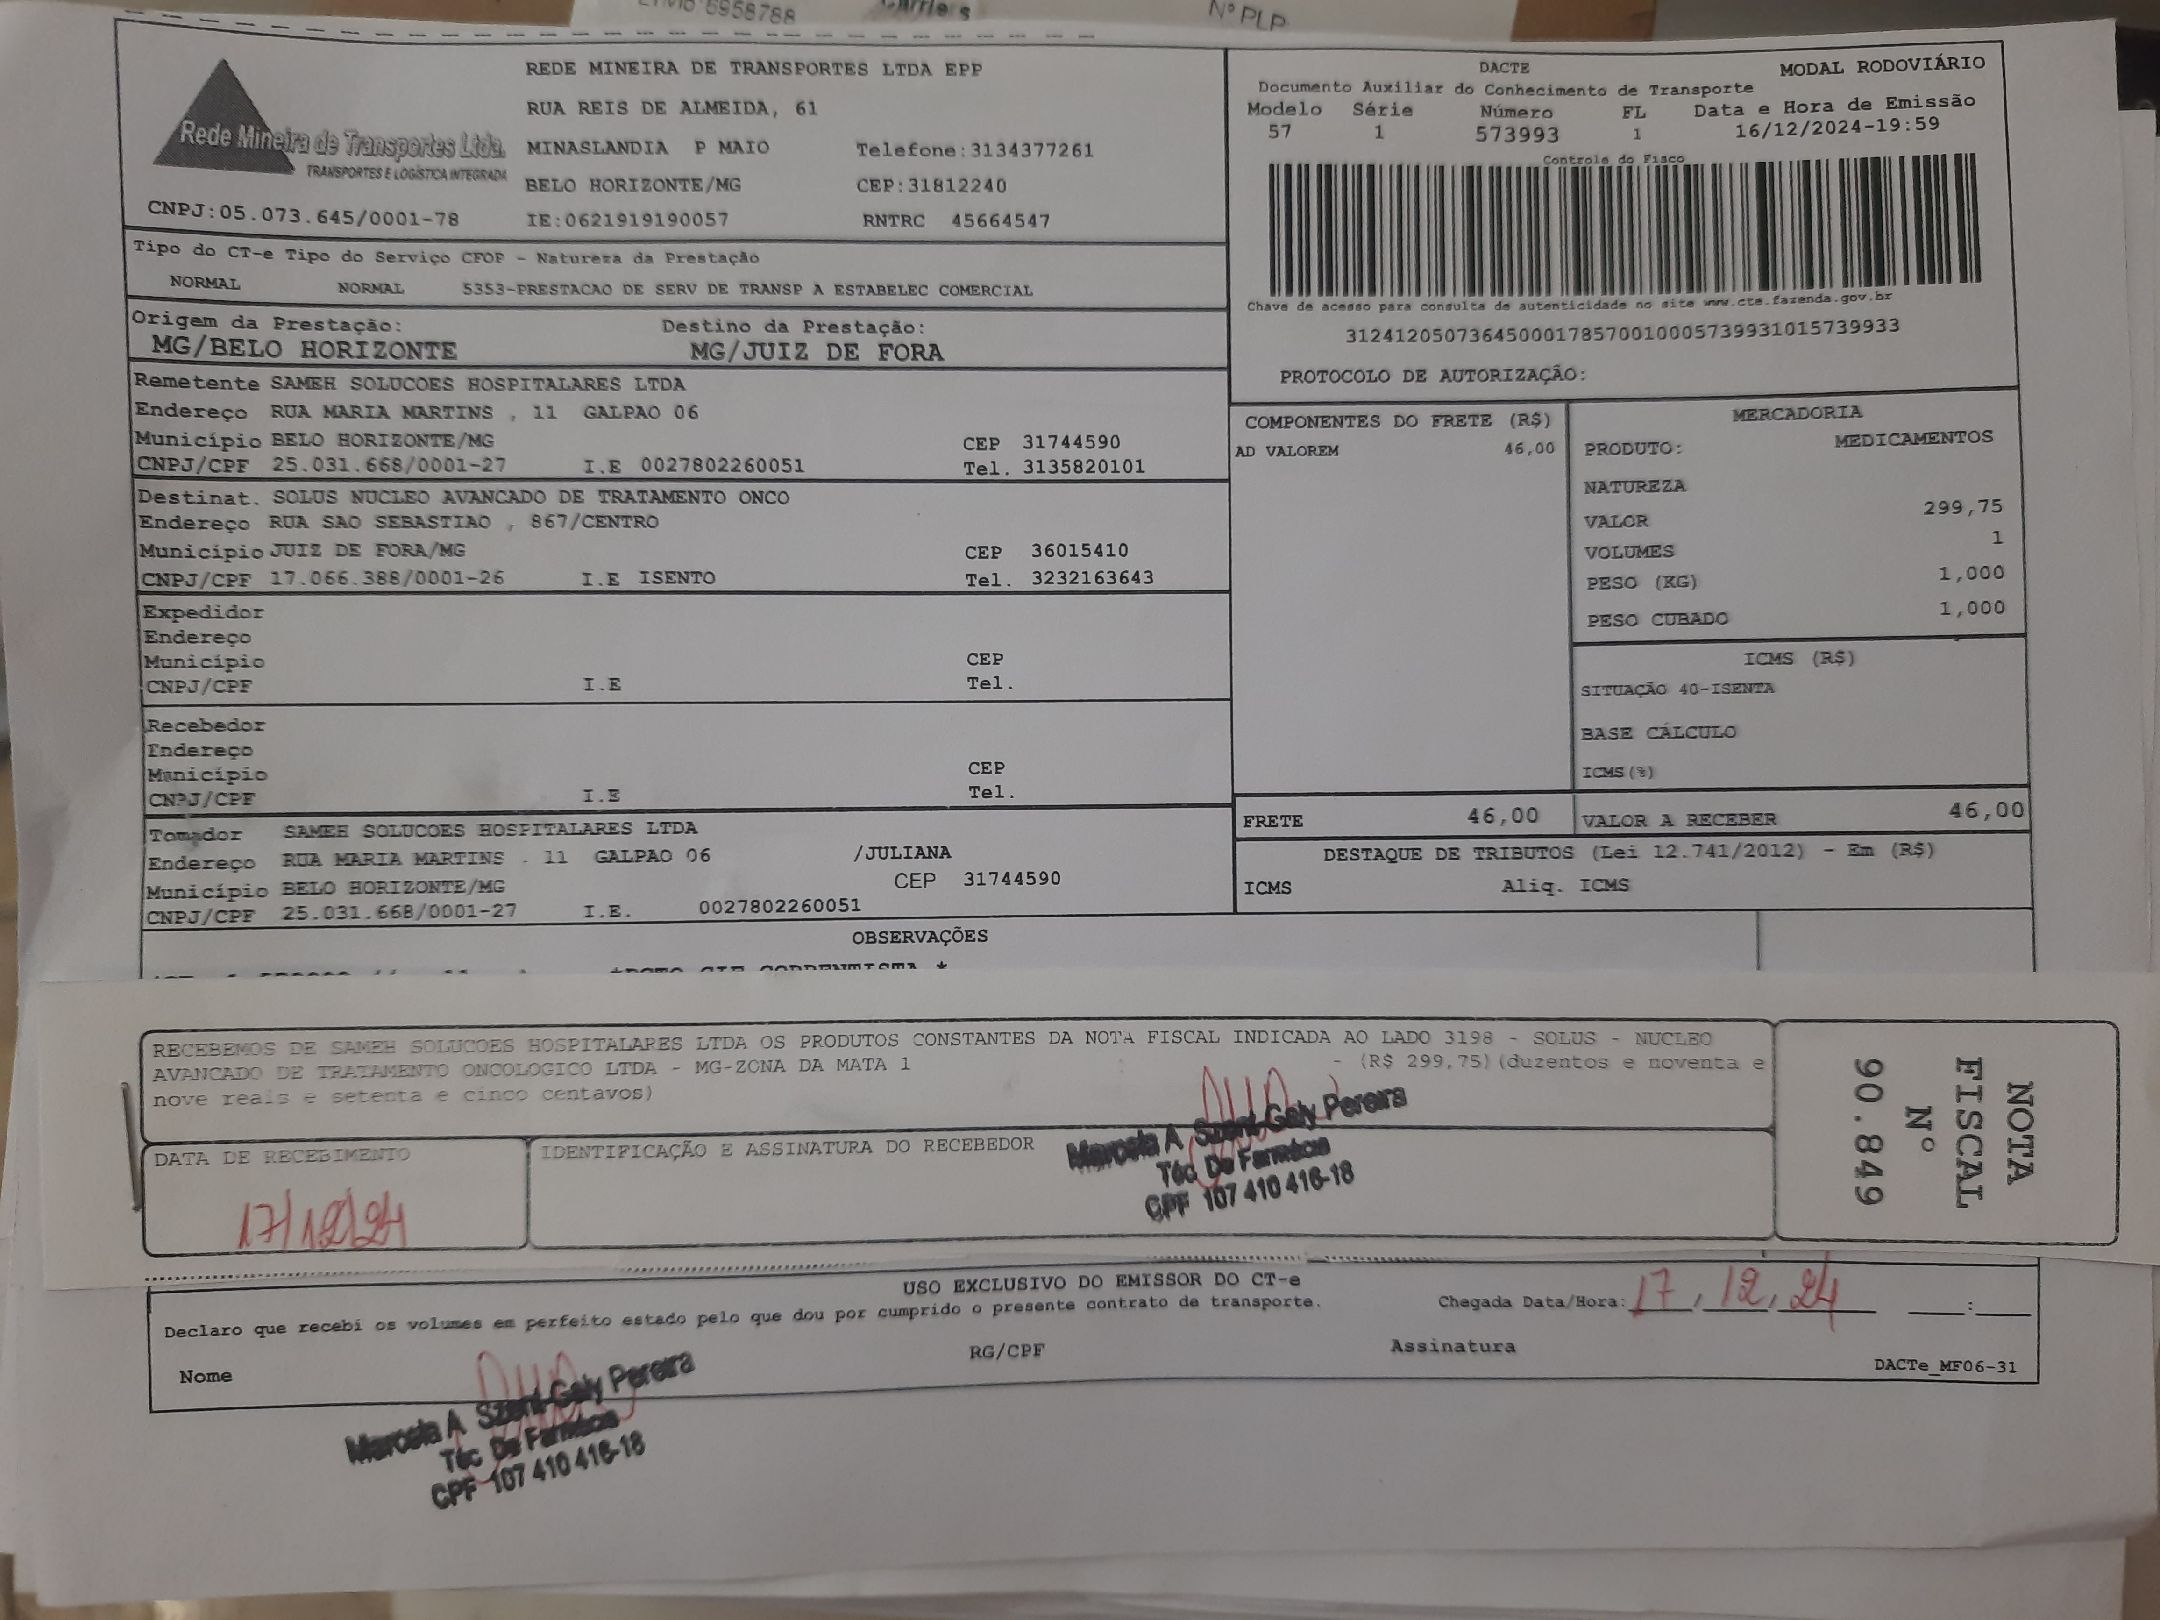 5958788
Nº PLP
Rede Mineira de Transportes Ltda.
TRANSPORTES E LOGÍSTICA INTEGRADA
CNPJ:05.073.645/0001-78
REDE MINEIRA DE TRANSPORTES LTDA EPP
RUA REIS DE ALMEIDA, 61
MINASLANDIA P MAIO Telefone:3134377261
BELO HORIZONTE/MG CEP:31812240
IE:0621919190057 RNTRC 45664547
DACTE MODAL RODOVIÁRIO
Documento Auxiliar do Conhecimento de Transporte
Modelo Série Número FL Data e Hora de Emissão
57 1 573993 1 16/12/2024-19:59
Controle do Fisco
Chave de acesso para consulta de autenticidade no site www.cte.fazenda.gov.br
31241205073645000178570010005739931015739933
PROTOCOLO DE AUTORIZAÇÃO:
Tipo do CT-e Tipo do Serviço CFOP - Natureza da Prestação
NORMAL NORMAL 5353-PRESTACAO DE SERV DE TRANSP A ESTABELEC COMERCIAL
Origem da Prestação: Destino da Prestação:
MG/BELO HORIZONTE MG/JUIZ DE FORA
Remetente SAMEH SOLUCOES HOSPITALARES LTDA
Endereço RUA MARIA MARTINS , 11 GALPAO 06
Município BELO HORIZONTE/MG CEP 31744590
CNPJ/CPF 25.031.668/0001-27 I.E 0027802260051 Tel. 3135820101
Destinat. SOLUS NUCLEO AVANCADO DE TRATAMENTO ONCO
Endereço RUA SAO SEBASTIAO , 867/CENTRO
Município JUIZ DE FORA/MG CEP 36015410
CNPJ/CPF 17.066.388/0001-26 I.E ISENTO Tel. 3232163643
Expedidor
Endereço
Município CEP
CNPJ/CPF I.E Tel.
Recebedor
Endereço
Município CEP
CNPJ/CPF I.E Tel.
Tomador SAMEH SOLUCOES HOSPITALARES LTDA
Endereço RUA MARIA MARTINS . 11 GALPAO 06 /JULIANA
Município BELO HORIZONTE/MG CEP 31744590
CNPJ/CPF 25.031.668/0001-27 I.E. 0027802260051
COMPONENTES DO FRETE (R$)
AD VALOREM 46,00
MERCADORIA
PRODUTO: MEDICAMENTOS
NATUREZA
VALOR 299,75
VOLUMES 1
PESO (KG) 1,000
PESO CUBADO 1,000
ICMS (R$)
SITUAÇÃO 40-ISENTA
BASE CÁLCULO
ICMS(%)
FRETE 46,00 VALOR A RECEBER 46,00
DESTAQUE DE TRIBUTOS (Lei 12.741/2012) - Em (R$)
ICMS Aliq. ICMS
OBSERVAÇÕES
RECEBEMOS DE SAMEH SOLUCOES HOSPITALARES LTDA OS PRODUTOS CONSTANTES DA NOTA FISCAL INDICADA AO LADO 3198 - SOLUS - NUCLEO
AVANCADO DE TRATAMENTO ONCOLOGICO LTDA - MG-ZONA DA MATA 1 - (R$ 299,75)(duzentos e noventa e
nove reais e setenta e cinco centavos)
DATA DE RECEBIMENTO
17/12/24
IDENTIFICAÇÃO E ASSINATURA DO RECEBEDOR
Marcela A Szent-Gely Pereira
Téc De Farmácia
CPF 107 410 416-18
NOTA
FISCAL
Nº
90.849
USO EXCLUSIVO DO EMISSOR DO CT-e
Declaro que recebi os volumes em perfeito estado pelo que dou por cumprido o presente contrato de transporte.
Chegada Data/Hora: 17, 12, 24 :
Nome RG/CPF Assinatura
DACTe_MF06-31
Marcela A Szent-Gely Pereira
Téc De Farmácia
CPF 107 410 416-18